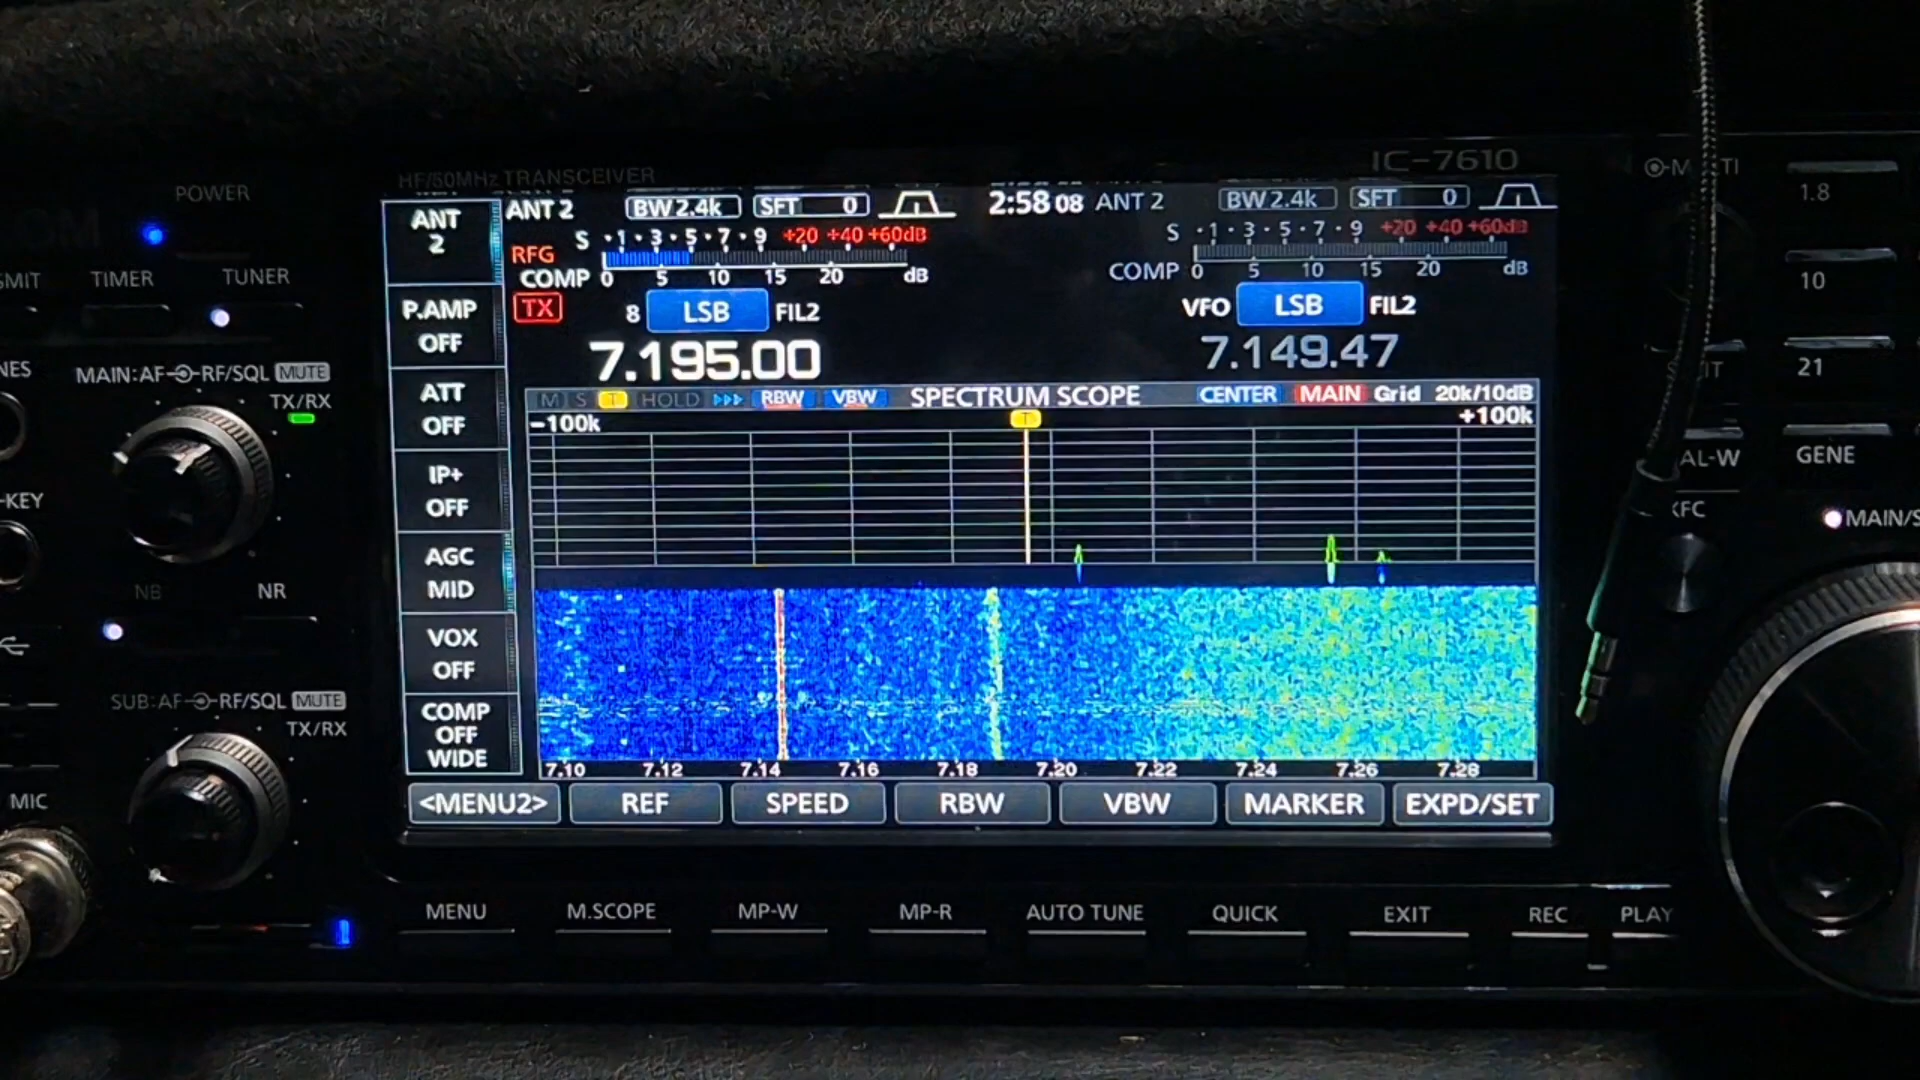 HF/50MHz TRANSCEIVER
IC-7610
POWER
TIMER TUNER
MAIN:AF RF/SQL MUTE
TX/RX
NB NR
SUB:AF RF/SQL MUTE
TX/RX
MIC
ANT
2
P.AMP
OFF
ATT
OFF
IP+
OFF
AGC
MID
VOX
OFF
COMP
OFF
WIDE
ANT 2 BW 2.4k SFT 0 2:58 08 ANT 2 BW 2.4k SFT 0
S 1 3 5 7 9 +20 +40 +60dB S 1 3 5 7 9 +20 +40 +60dB
RFG
COMP 0 5 10 15 20 dB COMP 0 5 10 15 20 dB
TX 8 LSB FIL2 VFO LSB FIL2
7.195.00 7.149.47
M S T HOLD RBW VBW SPECTRUM SCOPE CENTER MAIN Grid 20k/10dB
-100k T +100k
7.10 7.12 7.14 7.16 7.18 7.20 7.22 7.24 7.26 7.28
<MENU2> REF SPEED RBW VBW MARKER EXPD/SET
MENU M.SCOPE MP-W MP-R AUTO TUNE QUICK EXIT REC PLAY
1.8
10
21
GENE